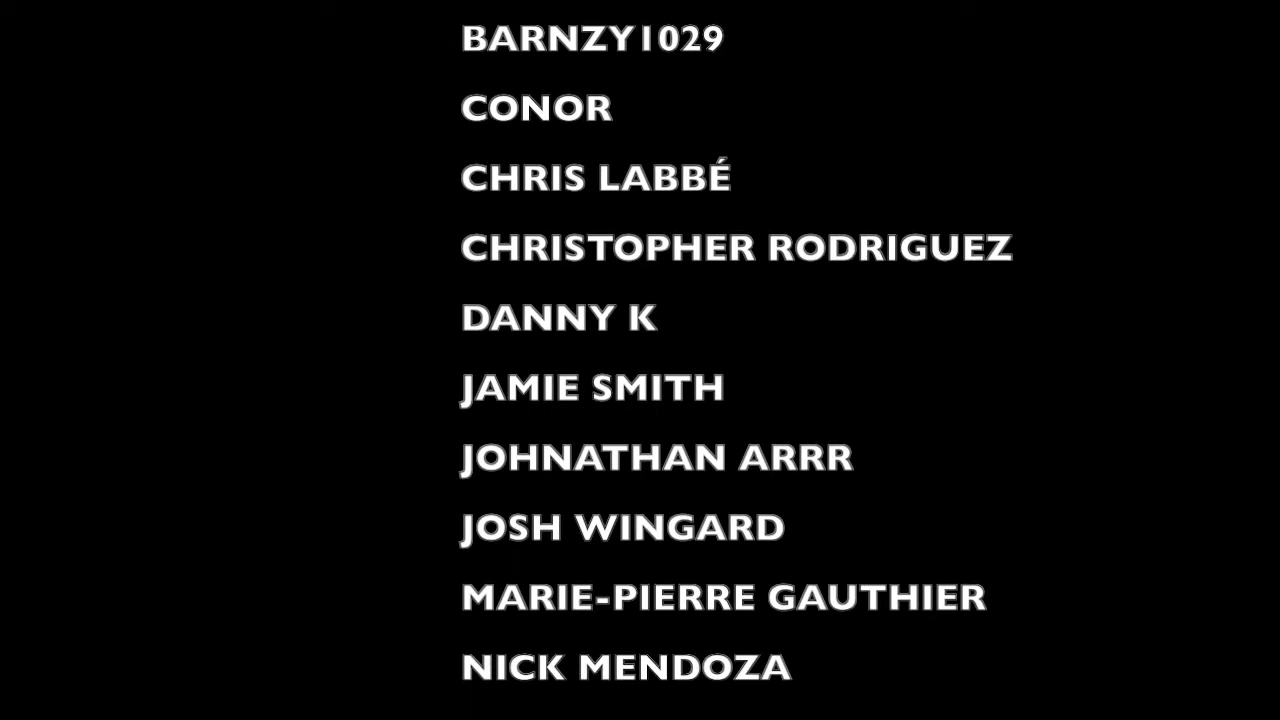 BARNZY1029
CONOR
CHRIS LABBÉ
CHRISTOPHER RODRIGUEZ
DANNY K
JAMIE SMITH
JOHNATHAN ARRR
JOSH WINGARD
MARIE-PIERRE GAUTHIER
NICK MENDOZA